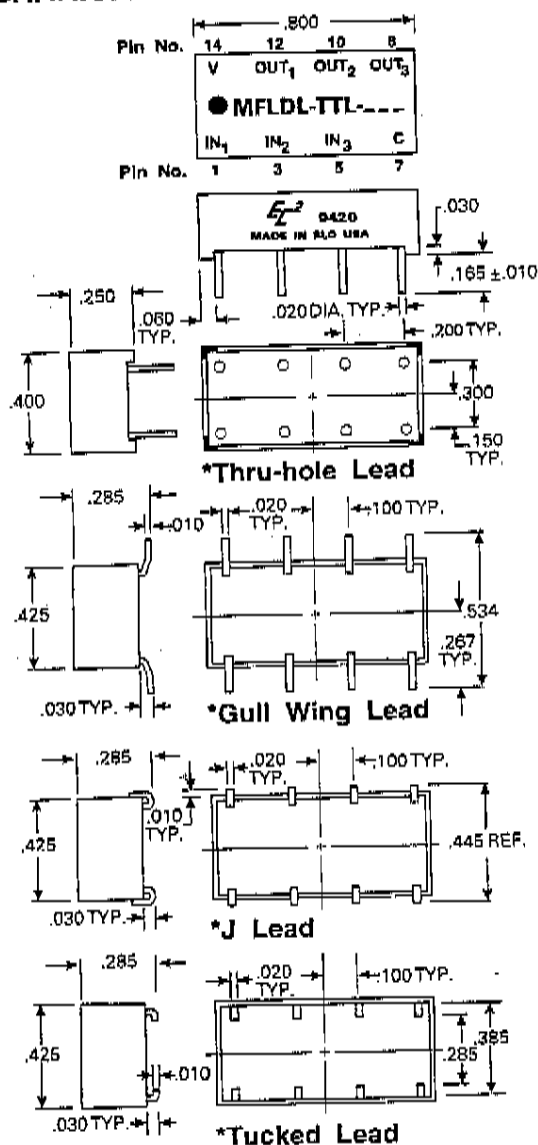 .800
Pin No. 14 12 10 8
V OUT1 OUT2 OUT3
MFLDL-TTL-___
IN1 IN2 IN3 C
Pin No. 1 3 5 7
9420
MADE IN SLO USA
.030
.165 ±.010
.250
.060 TYP.
.020 DIA. TYP.
.200 TYP.
.400
.300
.150 TYP.
*Thru-hole Lead
.285
.010
.020 TYP.
.100 TYP.
.425
.534
.267 TYP.
.030 TYP.
*Gull Wing Lead
.285
.020 TYP.
.100 TYP.
.010 TYP.
.425
.445 REF.
.030 TYP.
*J Lead
.285
.020 TYP.
.100 TYP.
.425
.010
.285
.385
.030 TYP.
*Tucked Lead